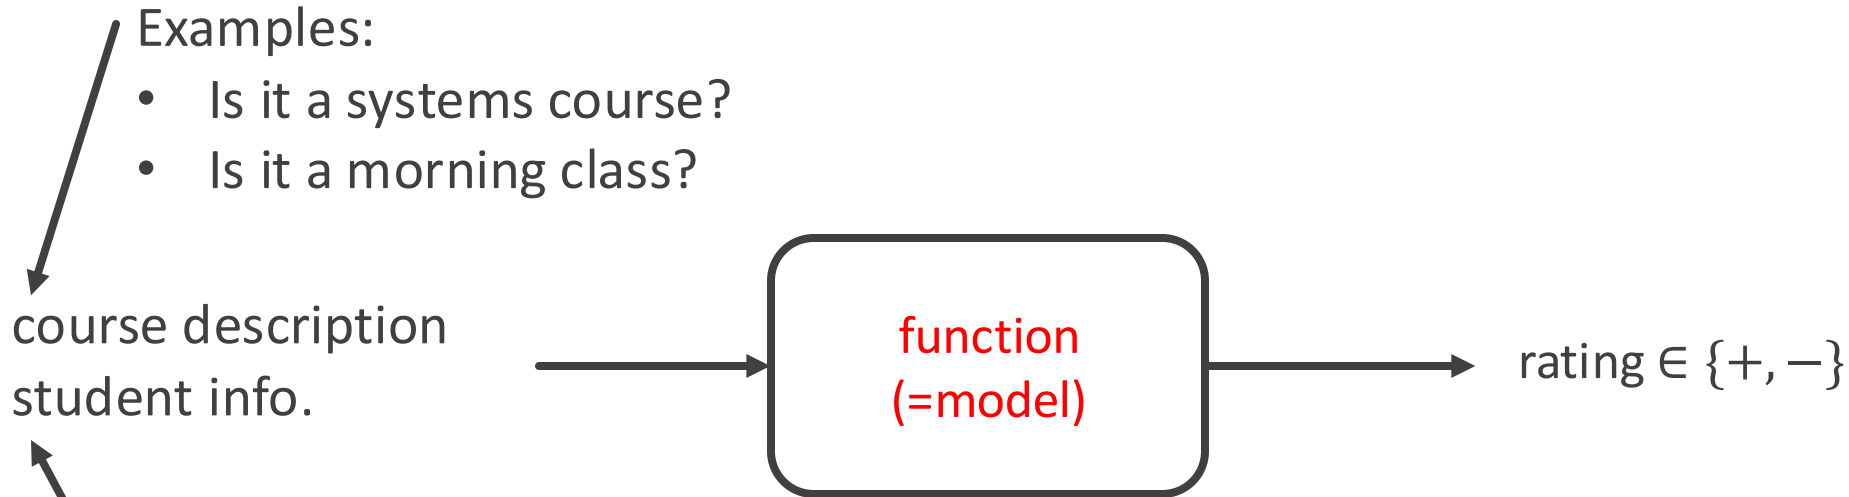 Examples:
• Is it a systems course?
• Is it a morning class?
course description
student info.
function
(=model)
rating ∈ {+, −}